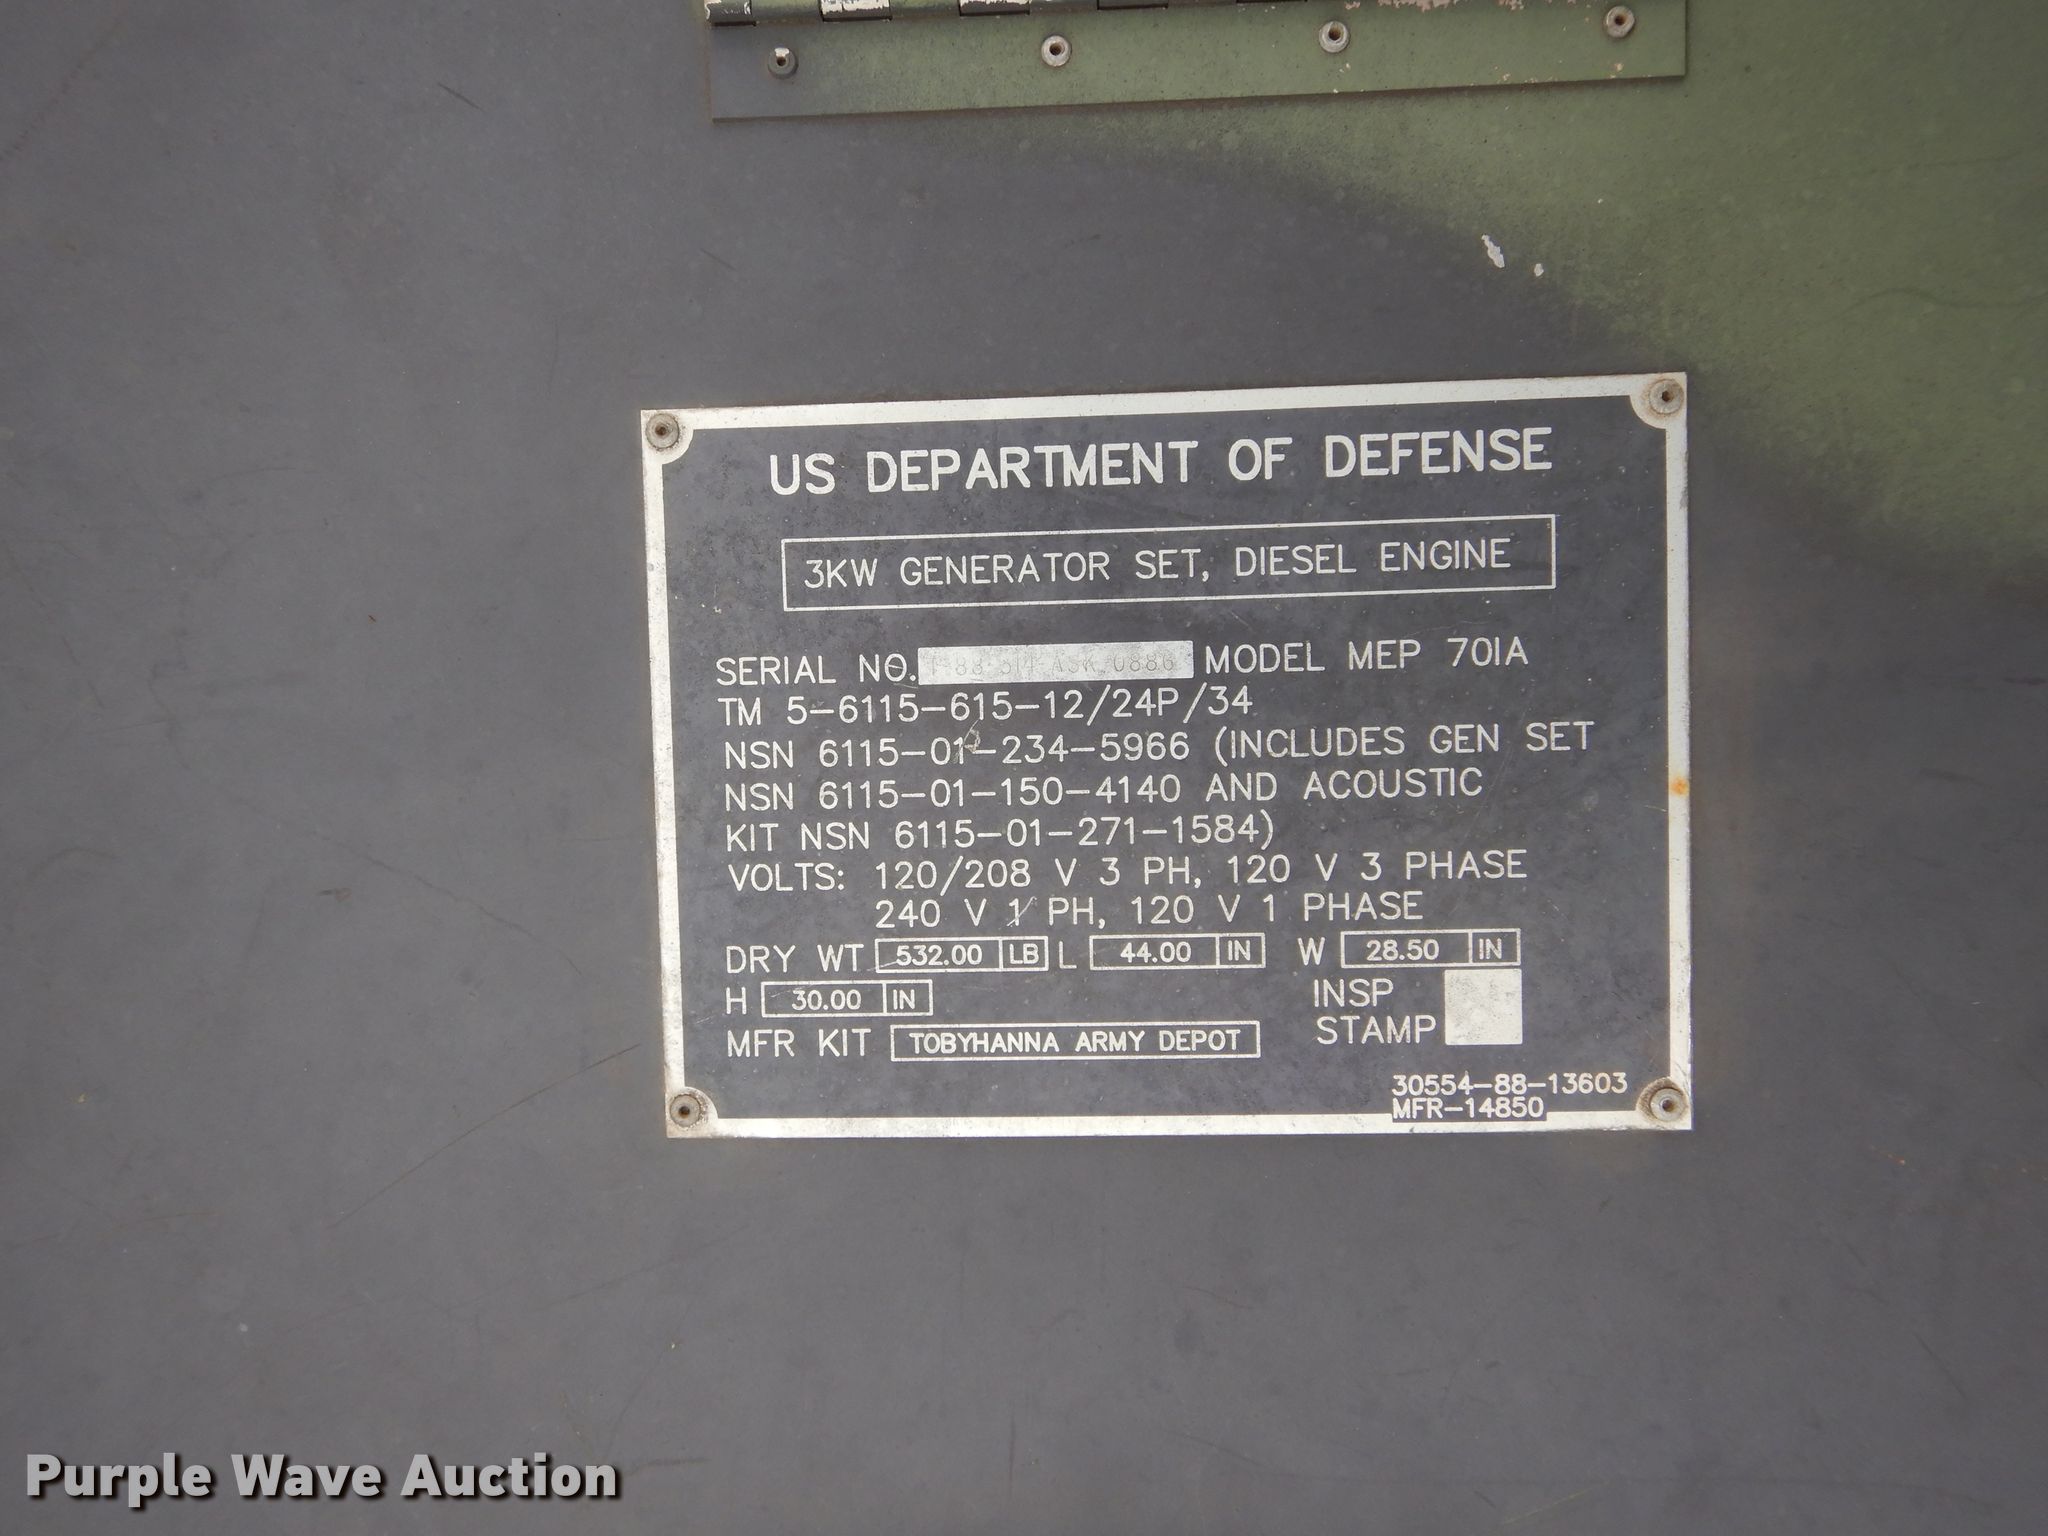 US DEPARTMENT OF DEFENSE
3KW GENERATOR SET, DIESEL ENGINE
SERIAL NO. 0886 MODEL MEP 701A
TM 5-6115-615-12/24P/34
NSN 6115-01-234-5966 (INCLUDES GEN SET
NSN 6115-01-150-4140 AND ACOUSTIC
KIT NSN 6115-01-271-1584)
VOLTS: 120/208 V 3 PH, 120 V 3 PHASE
240 V 1 PH, 120 V 1 PHASE
DRY WT 532.00 LB L 44.00 IN W 28.50 IN
H 30.00 IN INSP
MFR KIT TOBYHANNA ARMY DEPOT STAMP
30554-88-13603
MFR-14850
Purple Wave Auction